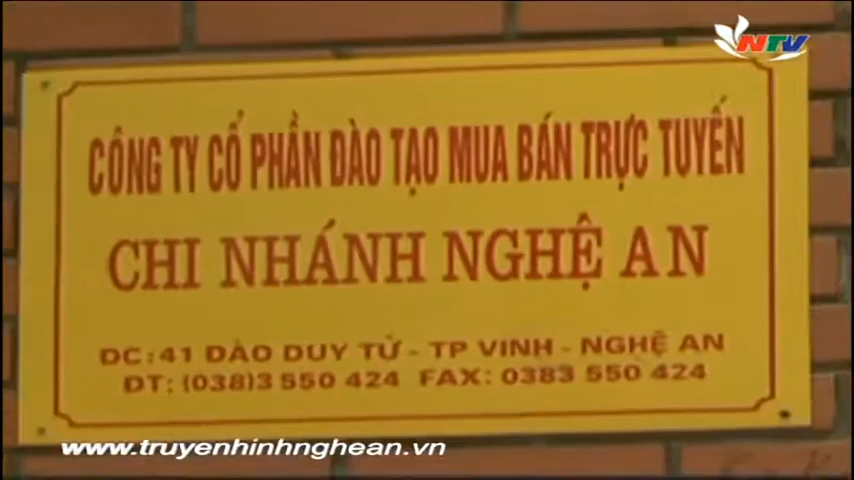 NTV
CÔNG TY CỔ PHẦN ĐÀO TẠO MUA BÁN TRỰC TUYẾN
CHI NHÁNH NGHỆ AN
DC:41 ĐÀO DUY TỪ - TP VINH - NGHỆ AN
ĐT:(038)3 550 424 FAX: 0383 550 424
www.truyenhinhnghean.vn